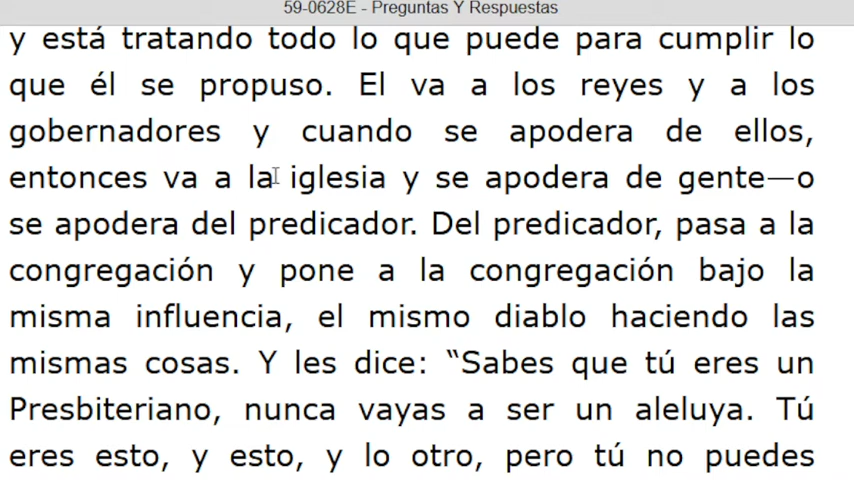 59-0628E - Preguntas Y Respuestas
y está tratando todo lo que puede para cumplir lo
que él se propuso. El va a los reyes y a los
gobernadores y cuando se apodera de ellos,
entonces va a la iglesia y se apodera de gente—o
se apodera del predicador. Del predicador, pasa a la
congregación y pone a la congregación bajo la
misma influencia, el mismo diablo haciendo las
mismas cosas. Y les dice: “Sabes que tú eres un
Presbiteriano, nunca vayas a ser un aleluya. Tú
eres esto, y esto, y lo otro, pero tú no puedes